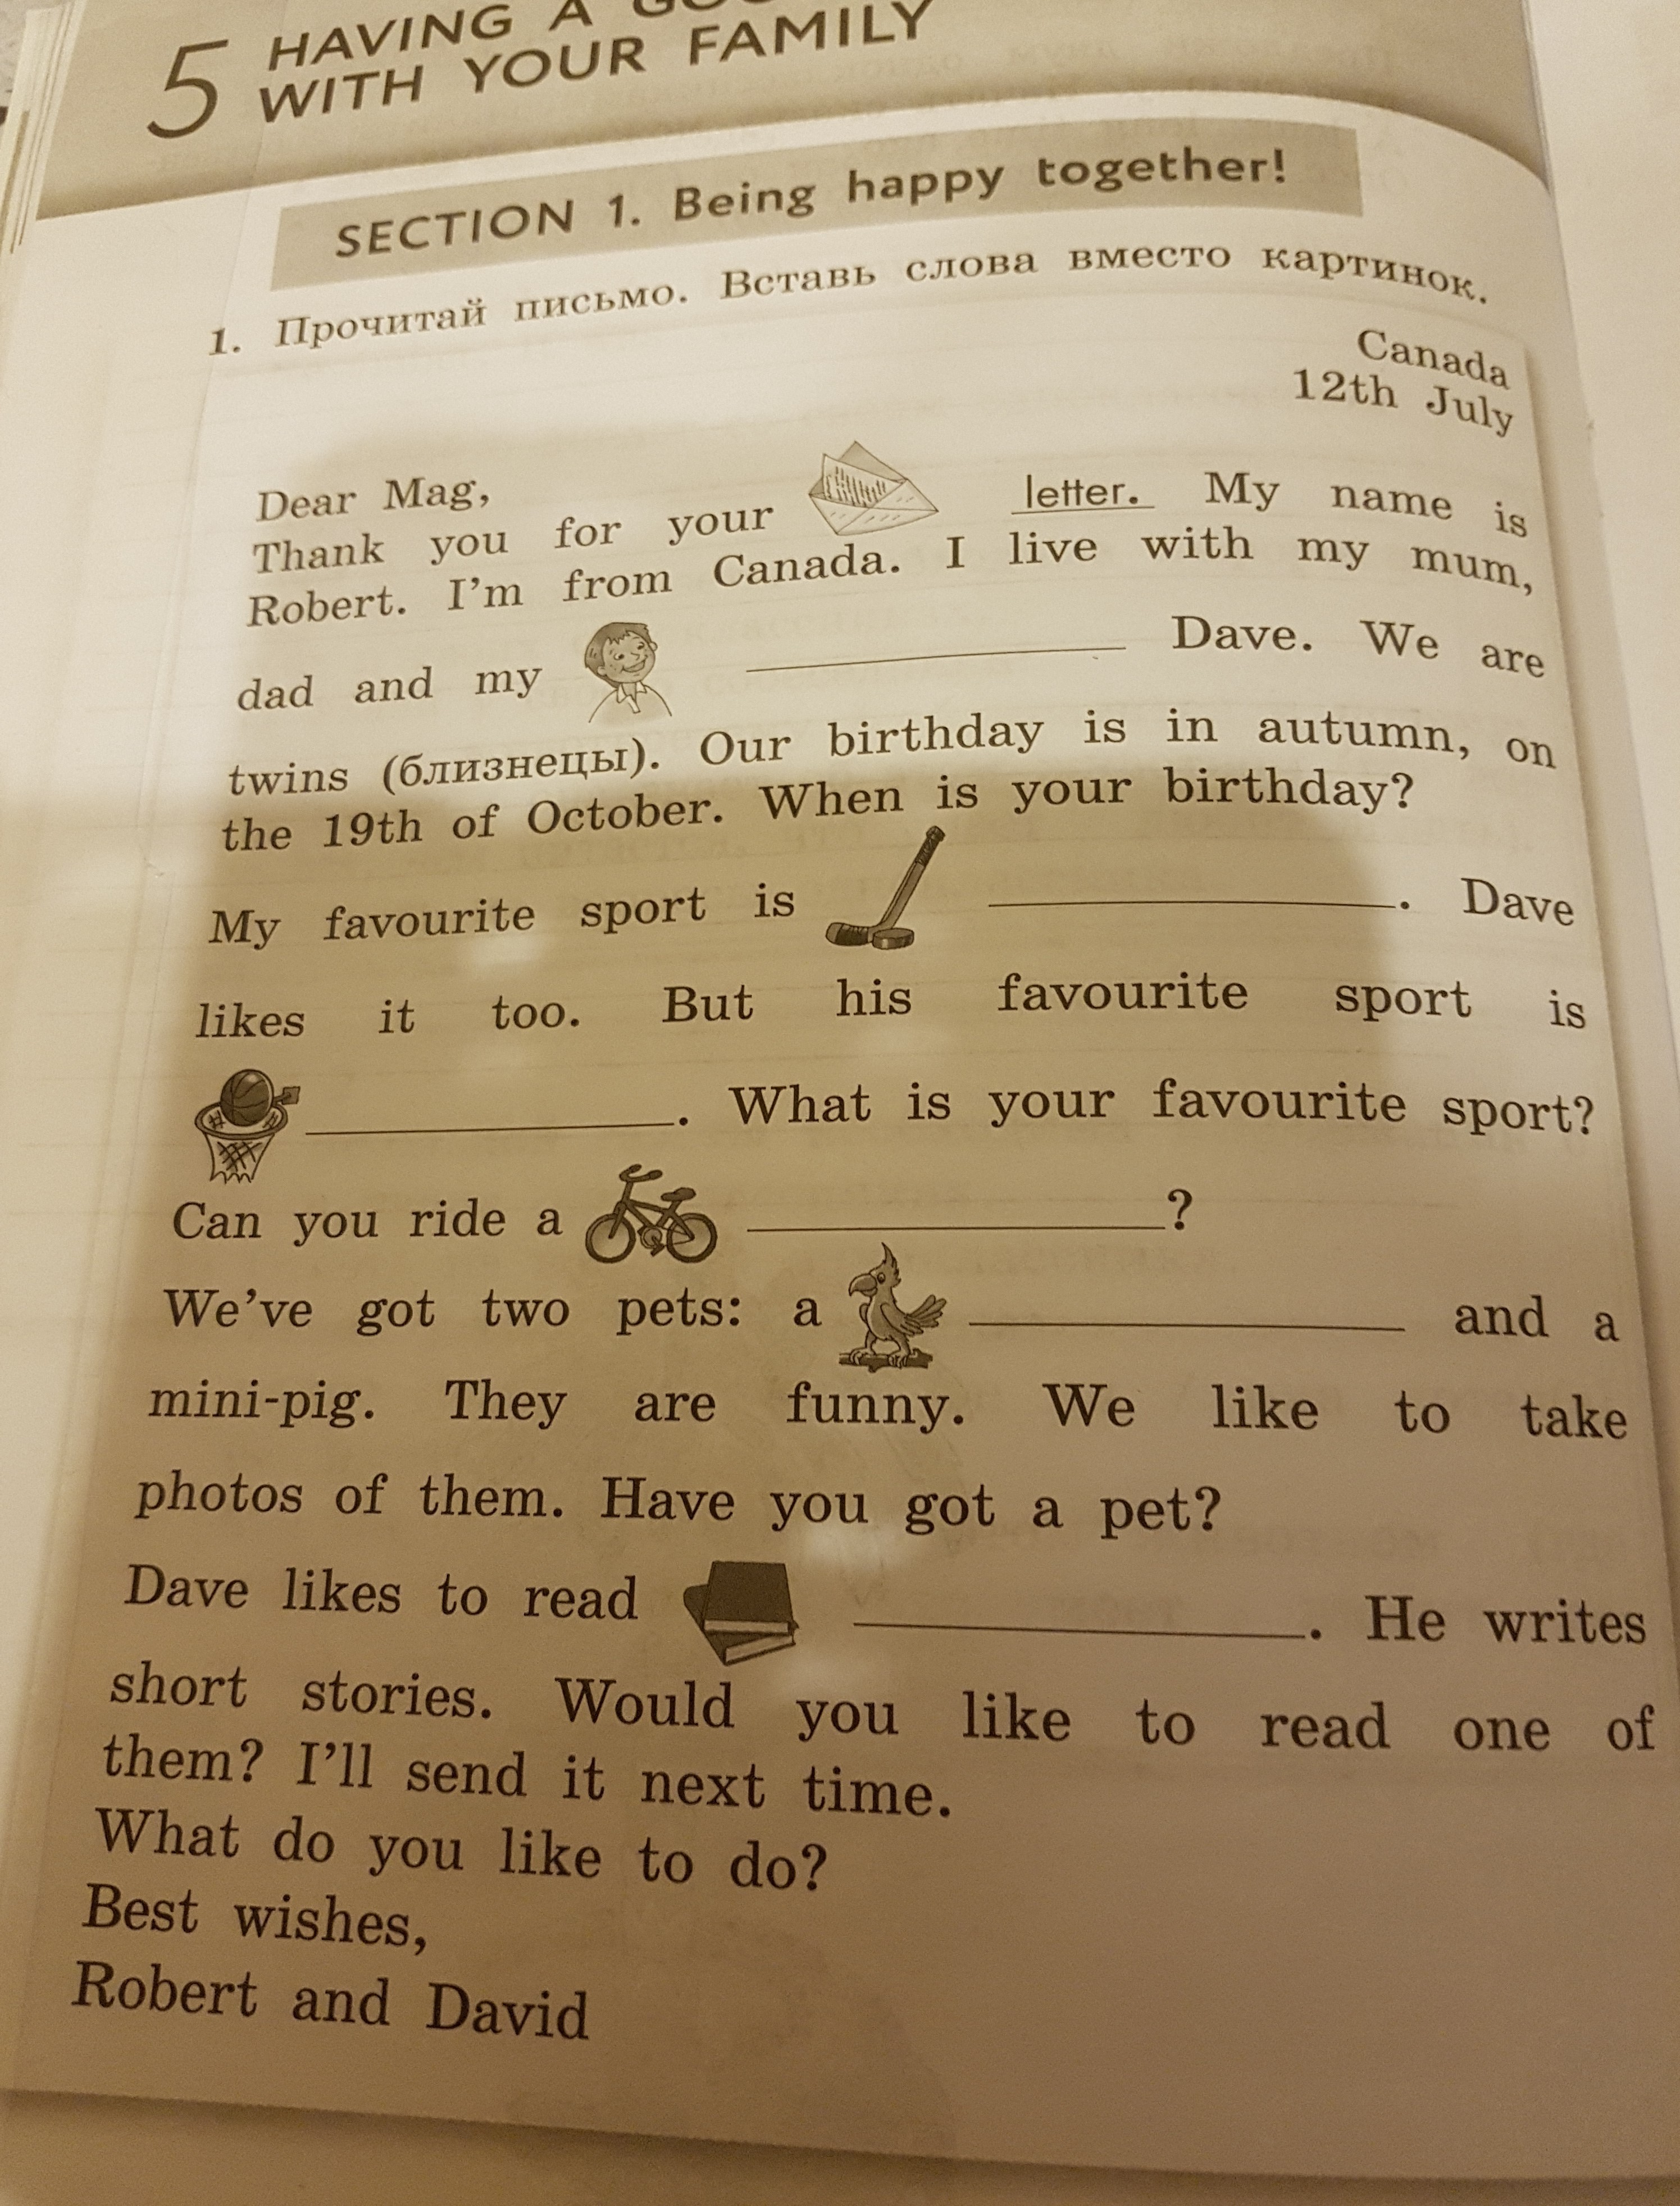 5 HAVING A
WITH YOUR FAMILY
SECTION 1. Being happy together!
1. Прочитай письмо. Вставь слова вместо картинок.
Canada
12th July
Dear Mag,
Thank you for your letter. My name is
Robert. I'm from Canada. I live with my mum,
dad and my ____ Dave. We are
twins (близнецы). Our birthday is in autumn, on
the 19th of October. When is your birthday?
My favourite sport is ____. Dave
likes it too. But his favourite sport is
____. What is your favourite sport?
Can you ride a ____?
We've got two pets: a ____ and a
mini-pig. They are funny. We like to take
photos of them. Have you got a pet?
Dave likes to read ____. He writes
short stories. Would you like to read one of
them? I'll send it next time.
What do you like to do?
Best wishes,
Robert and David